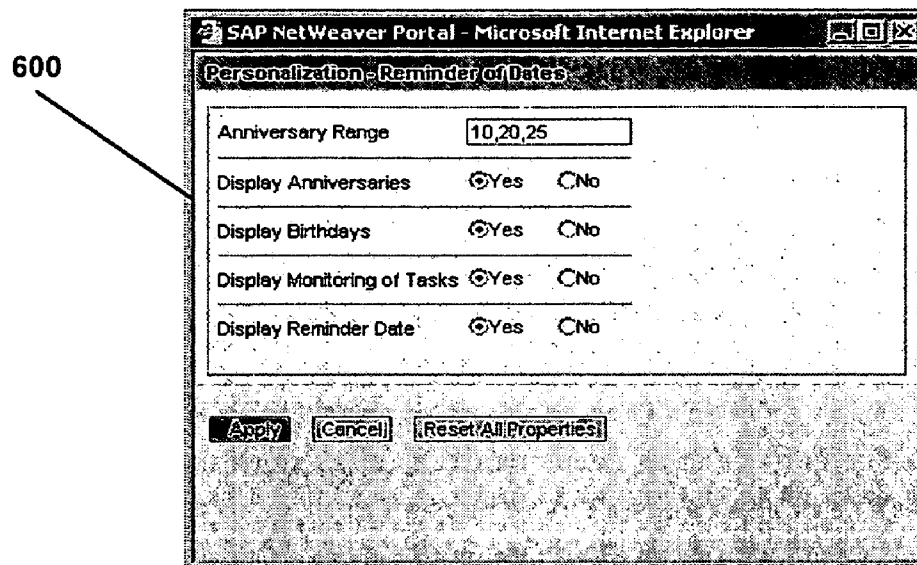 600
SAP NetWeaver Portal - Microsoft Internet Explorer
Personalization - Reminder of Dates
Anniversary Range 10,20,25
Display Anniversaries Yes No
Display Birthdays Yes No
Display Monitoring of Tasks Yes No
Display Reminder Date Yes No
Apply Cancel Reset All Properties